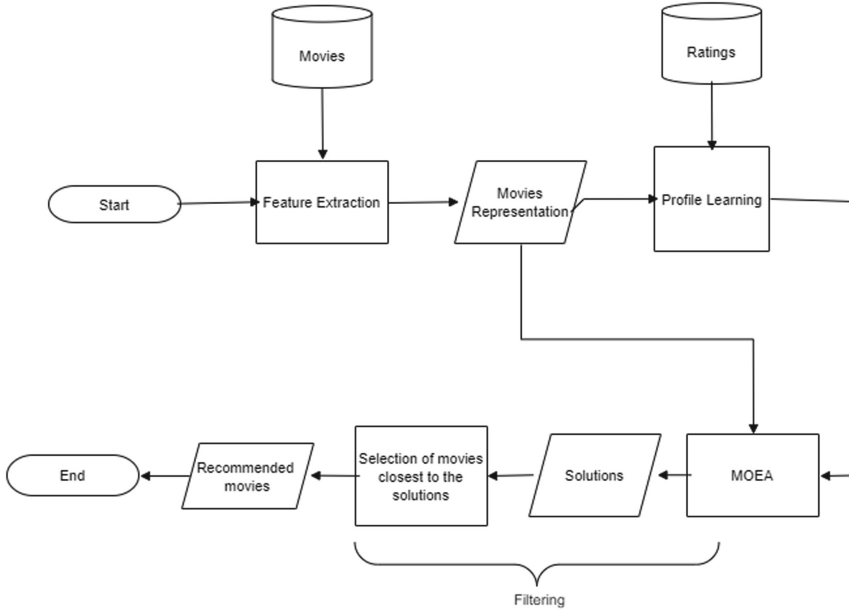 Movies
Ratings
Start
Feature Extraction
Movies
Representation
Profile Learning
End
Recommended
movies
Selection of movies
closest to the
solutions
Solutions
MOEA
Filtering